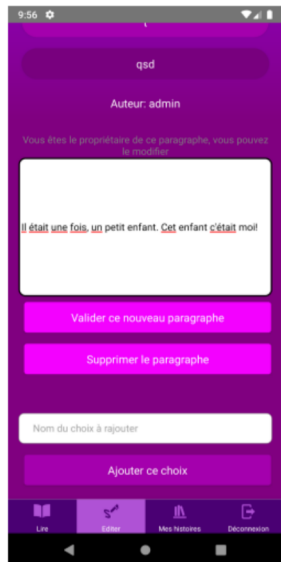 9:56
qsd
Auteur: admin
Vous êtes le propriétaire de ce paragraphe, vous pouvez
le modifier
Il était une fois, un petit enfant. Cet enfant c'était moi!
Valider ce nouveau paragraphe
Supprimer le paragraphe
Nom du choix à rajouter
Ajouter ce choix
Lire Editer Mes histoires Déconnexion